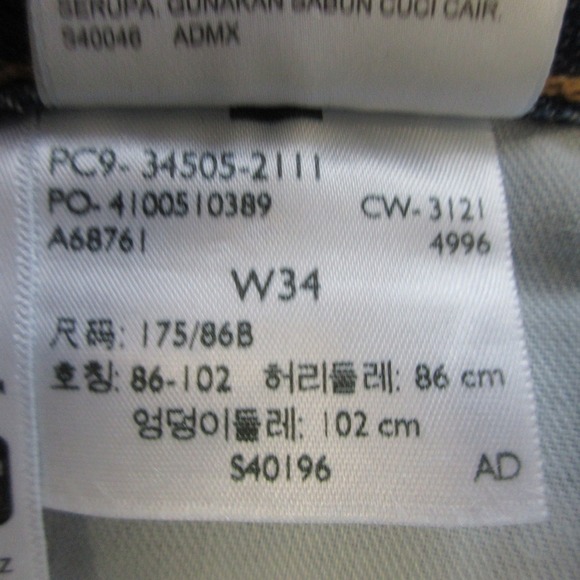 SERUPA, GUNAKAN SABUN CUCI CAIR,
S40046 ADMX
PC9- 34505-2111
PO- 4100510389 CW- 3121
A68761 4996
W34
尺码: 175/86B
호칭: 86-102 허리둘레: 86 cm
엉덩이둘레: 102 cm
S40196 AD